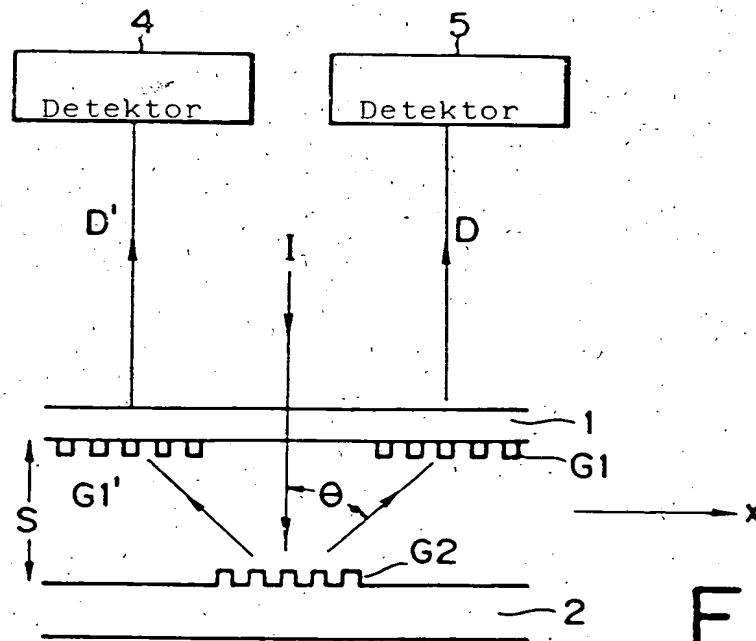 4 5
Detektor Detektor
D' D
I
1
G1
G1' θ
S x
G2
2
F